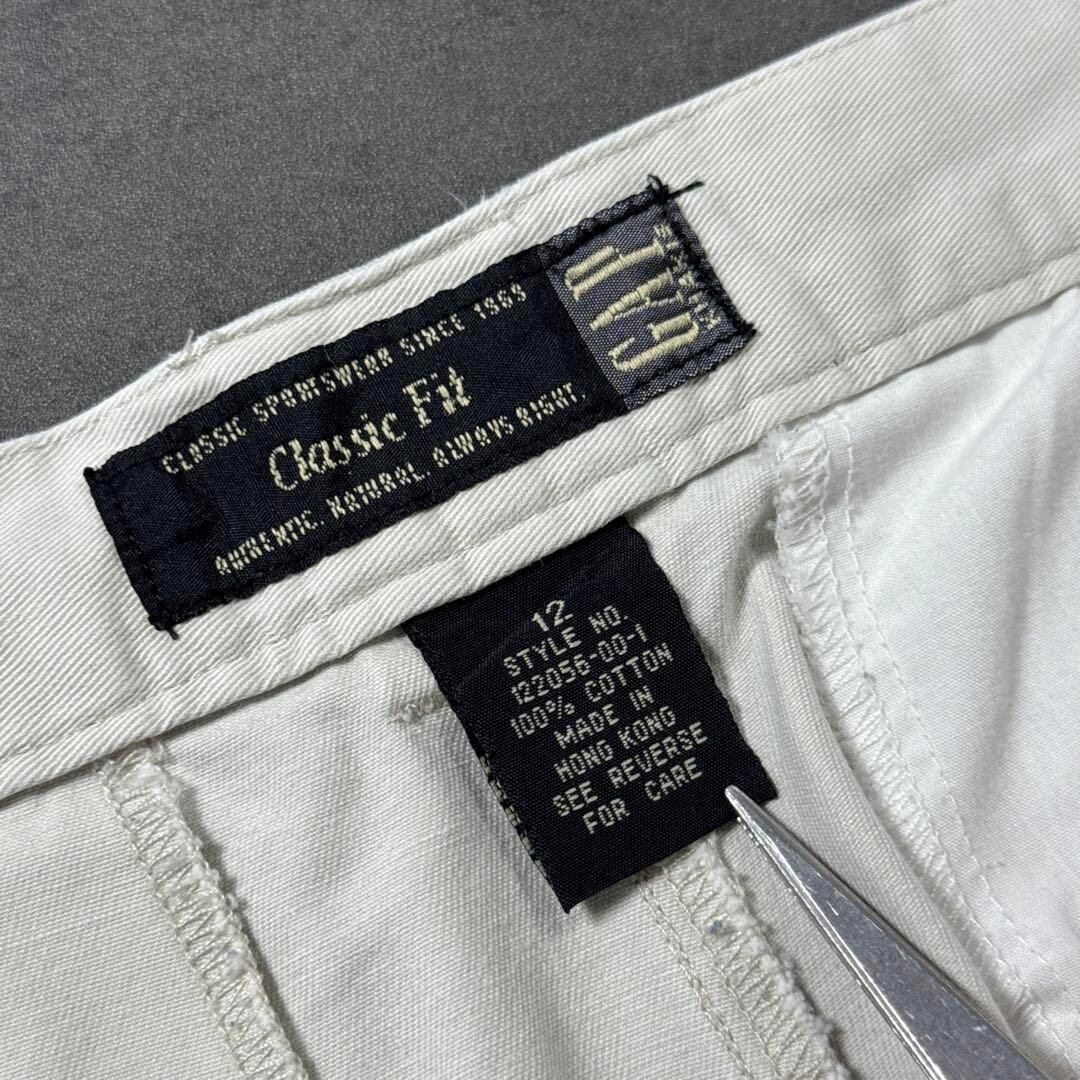 CLASSIC SPORTSWEAR SINCE 1969
Classic Fit
AUTHENTIC. NATURAL. ALWAYS RIGHT.
GAP
KHAKIS
12
STYLE NO.
122056-00-1
100% COTTON
MADE IN
HONG KONG
SEE REVERSE
FOR CARE